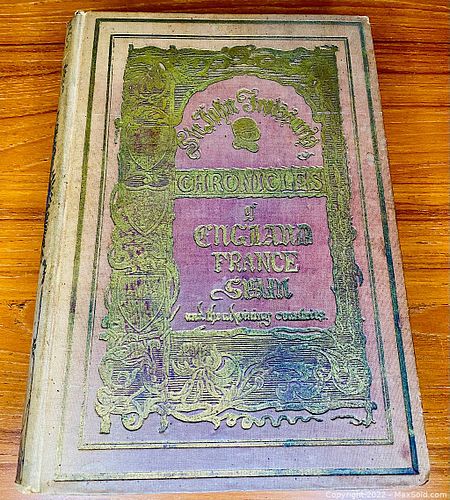 Sir John Froissart's
CHRONICLES
of
ENGLAND
FRANCE
SPAIN
and the adjoining countries.
Copyright 2022 - MaxSold.com